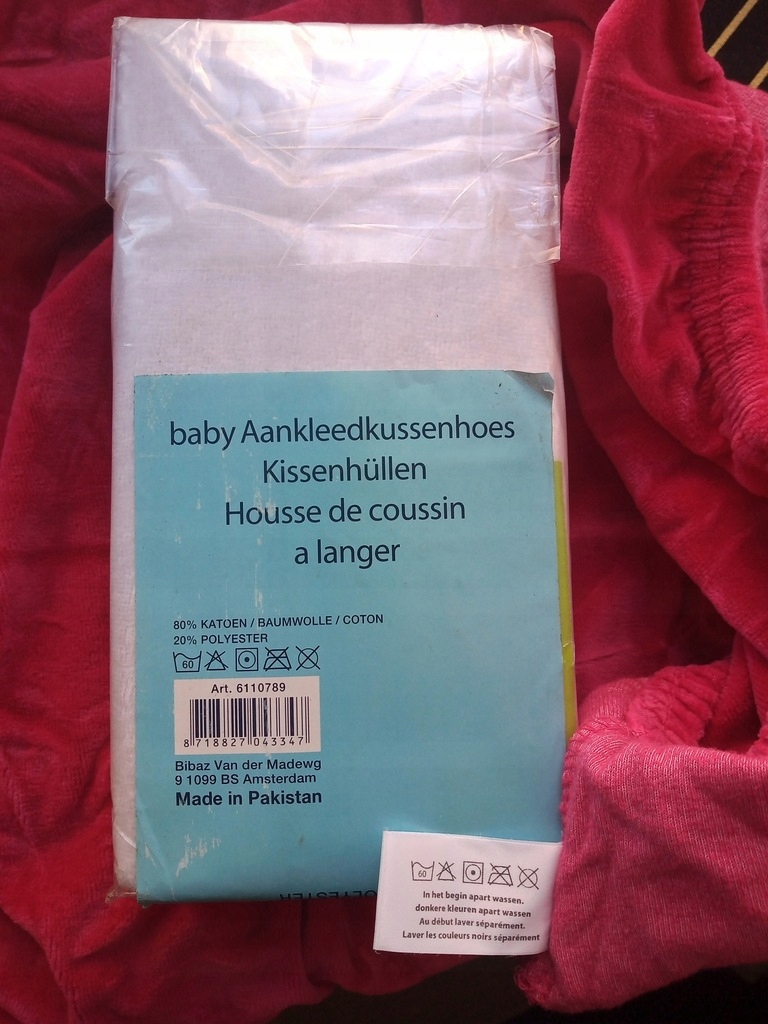 baby Aankleedkussenhoes
Kissenhüllen
Housse de coussin
a langer
80% KATOEN / BAUMWOLLE / COTON
20% POLYESTER
60
Art. 6110789
8 718827 043347
Bibaz Van der Madewg
9 1099 BS Amsterdam
Made in Pakistan
60
In het begin apart wassen.
donkere kleuren apart wassen
Au début laver séparément.
Laver les couleurs noirs séparément